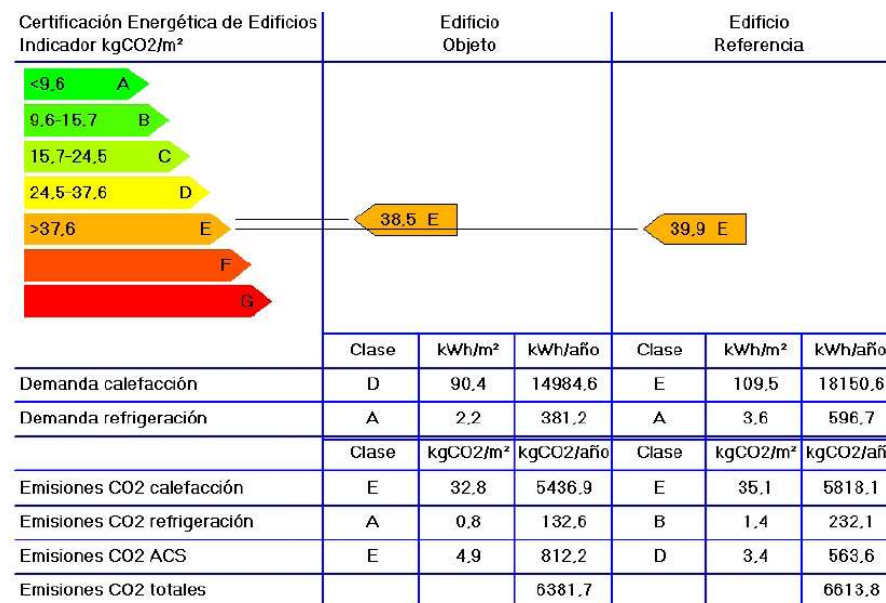 Certificación Energética de Edificios
Indicador kgCO2/m²
Edificio
Objeto
Edificio
Referencia
<9,6 A
9,6-15,7 B
15,7-24,5 C
24,5-37,6 D
>37,6 E
F
G
38,5 E
39,9 E
Clase kWh/m² kWh/año Clase kWh/m² kWh/año
Demanda calefacción D 90,4 14984,6 E 109,5 18150,6
Demanda refrigeración A 2,2 381,2 A 3,6 596,7
Clase kgCO2/m² kgCO2/año Clase kgCO2/m² kgCO2/añ
Emisiones CO2 calefacción E 32,8 5436,9 E 35,1 5818,1
Emisiones CO2 refrigeración A 0,8 132,6 B 1,4 232,1
Emisiones CO2 ACS E 4,9 812,2 D 3,4 563,6
Emisiones CO2 totales 6381,7 6613,8